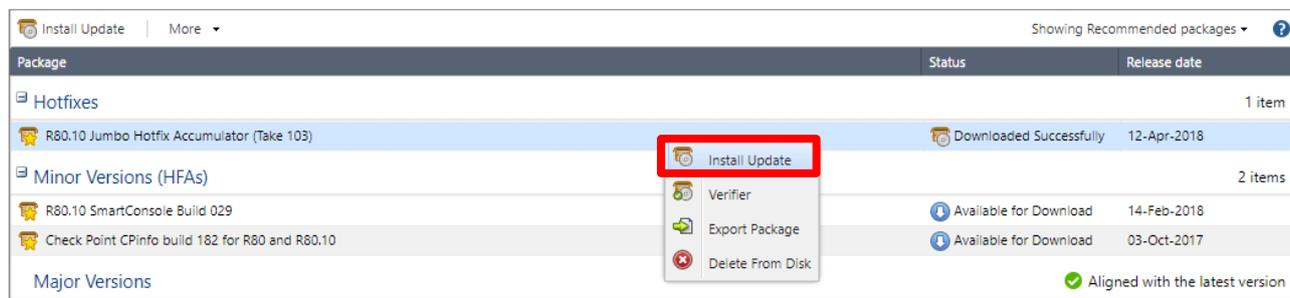 Install Update More Showing Recommended packages ?
Package Status Release date
Hotfixes 1 item
R80.10 Jumbo Hotfix Accumulator (Take 103) Downloaded Successfully 12-Apr-2018
Install Update
Minor Versions (HFAs) 2 items
Verifier
R80.10 SmartConsole Build 029 Available for Download 14-Feb-2018
Export Package
Check Point CPinfo build 182 for R80 and R80.10 Available for Download 03-Oct-2017
Delete From Disk
Major Versions Aligned with the latest version